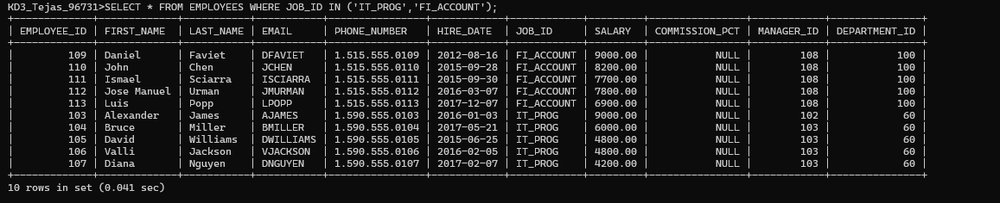 KD3_Tejas_96731>SELECT * FROM EMPLOYEES WHERE JOB_ID IN ('IT_PROG','FI_ACCOUNT');
+-------------+-------------+-----------+-----------+----------------+------------+------------+---------+----------------+------------+---------------+
| EMPLOYEE_ID | FIRST_NAME  | LAST_NAME | EMAIL     | PHONE_NUMBER   | HIRE_DATE  | JOB_ID     | SALARY  | COMMISSION_PCT | MANAGER_ID | DEPARTMENT_ID |
+-------------+-------------+-----------+-----------+----------------+------------+------------+---------+----------------+------------+---------------+
|         109 | Daniel      | Faviet    | DFAVIET   | 1.515.555.0109 | 2012-08-16 | FI_ACCOUNT | 9000.00 |           NULL |        108 |           100 |
|         110 | John        | Chen      | JCHEN     | 1.515.555.0110 | 2015-09-28 | FI_ACCOUNT | 8200.00 |           NULL |        108 |           100 |
|         111 | Ismael      | Sciarra   | ISCIARRA  | 1.515.555.0111 | 2015-09-30 | FI_ACCOUNT | 7700.00 |           NULL |        108 |           100 |
|         112 | Jose Manuel | Urman     | JMURMAN   | 1.515.555.0112 | 2016-03-07 | FI_ACCOUNT | 7800.00 |           NULL |        108 |           100 |
|         113 | Luis        | Popp      | LPOPP     | 1.515.555.0113 | 2017-12-07 | FI_ACCOUNT | 6900.00 |           NULL |        108 |           100 |
|         103 | Alexander   | James     | AJAMES    | 1.590.555.0103 | 2016-01-03 | IT_PROG    | 9000.00 |           NULL |        102 |            60 |
|         104 | Bruce       | Miller    | BMILLER   | 1.590.555.0104 | 2017-05-21 | IT_PROG    | 6000.00 |           NULL |        103 |            60 |
|         105 | David       | Williams  | DWILLIAMS | 1.590.555.0105 | 2015-06-25 | IT_PROG    | 4800.00 |           NULL |        103 |            60 |
|         106 | Valli       | Jackson   | VJACKSON  | 1.590.555.0106 | 2016-02-05 | IT_PROG    | 4800.00 |           NULL |        103 |            60 |
|         107 | Diana       | Nguyen    | DNGUYEN   | 1.590.555.0107 | 2017-02-07 | IT_PROG    | 4200.00 |           NULL |        103 |            60 |
+-------------+-------------+-----------+-----------+----------------+------------+------------+---------+----------------+------------+---------------+
10 rows in set (0.041 sec)